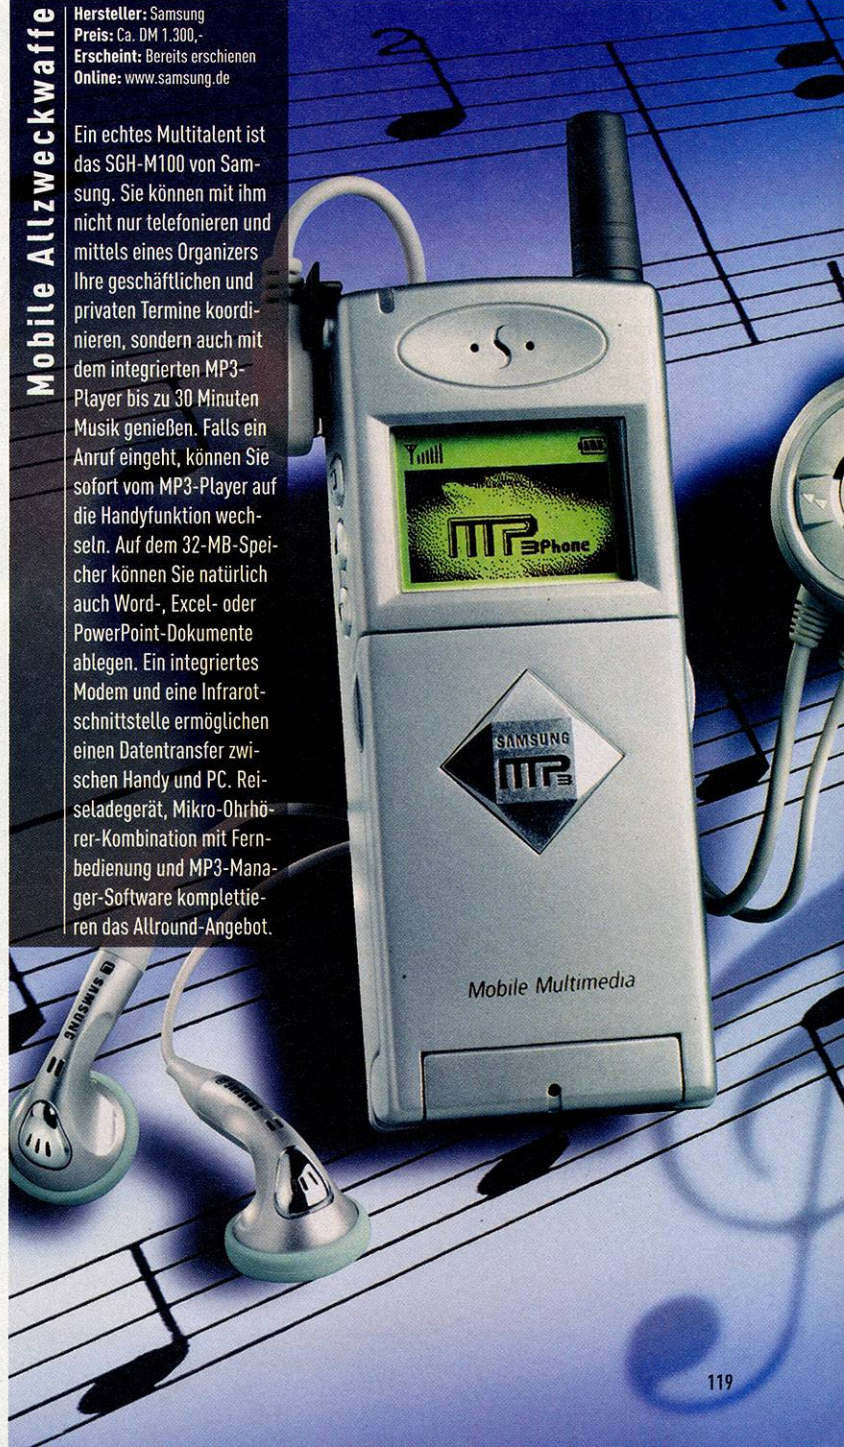 Mobile Allzweckwaffe
Hersteller: Samsung
Preis: Ca. DM 1.300,-
Erscheint: Bereits erschienen
Online: www.samsung.de
Ein echtes Multitalent ist
das SGH-M100 von Sam-
sung. Sie können mit ihm
nicht nur telefonieren und
mittels eines Organizers
Ihre geschäftlichen und
privaten Termine koordi-
nieren, sondern auch mit
dem integrierten MP3-
Player bis zu 30 Minuten
Musik genießen. Falls ein
Anruf eingeht, können Sie
sofort vom MP3-Player auf
die Handyfunktion wech-
seln. Auf dem 32-MB-Spei-
cher können Sie natürlich
auch Word-, Excel- oder
PowerPoint-Dokumente
ablegen. Ein integriertes
Modem und eine Infrarot-
schnittstelle ermöglichen
einen Datentransfer zwi-
schen Handy und PC. Rei-
seladegerät, Mikro-Ohrhö-
rer-Kombination mit Fern-
bedienung und MP3-Mana-
ger-Software komplettie-
ren das Allround-Angebot.
2
MP3Phone
SAMSUNG
MP3
Mobile Multimedia
L SAMSUNG
SAMSUNG
119